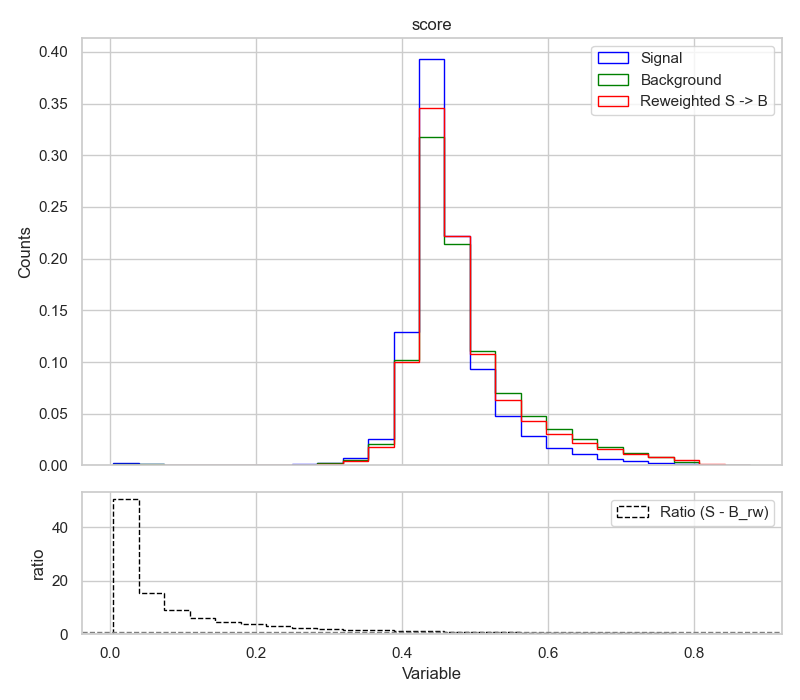 score
0.40
0.35
0.30
0.25
0.20
0.15
0.10
0.05
0.00
Counts
Signal
Background
Reweighted S -> B
40
20
0
ratio
Ratio (S - B_rw)
0.0
0.2
0.4
0.6
0.8
Variable